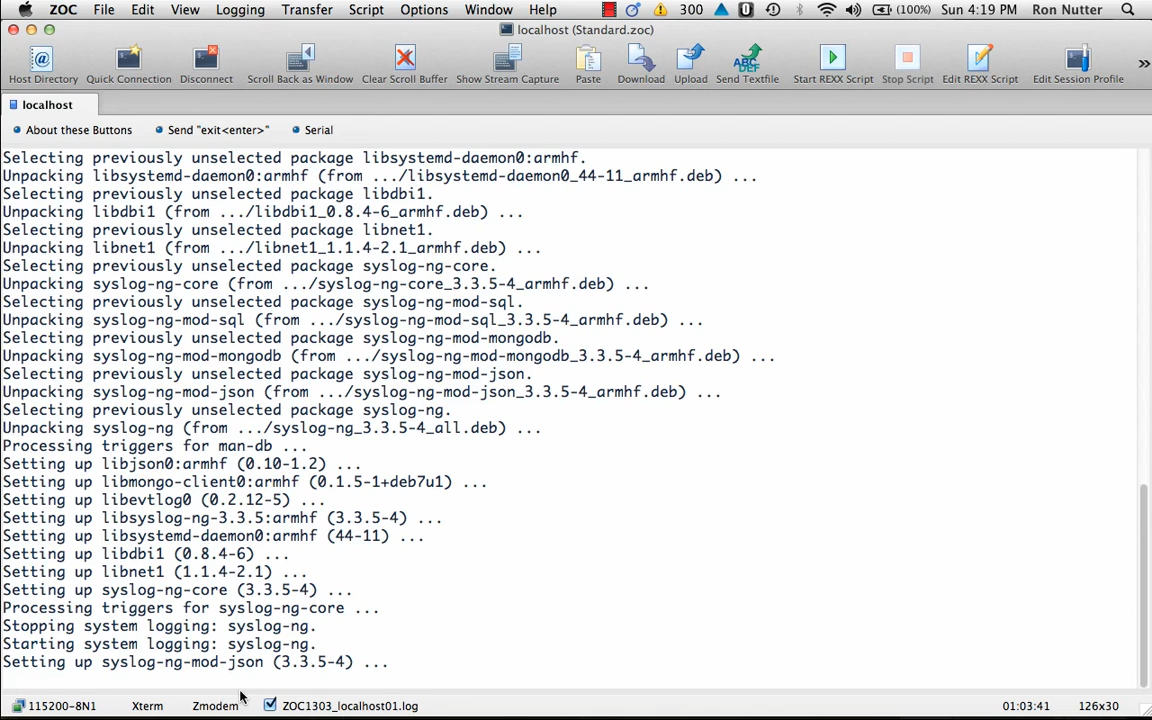 ZOC File Edit View Logging Transfer Script Options Window Help 300 0 (100%) Sun 4:19 PM Ron Nutter
localhost (Standard.zoc)
Host Directory Quick Connection Disconnect Scroll Back as Window Clear Scroll Buffer Show Stream Capture Paste Download Upload Send Textfile Start REXX Script Stop Script Edit REXX Script Edit Session Profile
localhost
About these Buttons Send "exit<enter>" Serial
Selecting previously unselected package libsystemd-daemon0:armhf.
Unpacking libsystemd-daemon0:armhf (from .../libsystemd-daemon0_44-11_armhf.deb) ...
Selecting previously unselected package libdbi1.
Unpacking libdbi1 (from .../libdbi1_0.8.4-6_armhf.deb) ...
Selecting previously unselected package libnet1.
Unpacking libnet1 (from .../libnet1_1.1.4-2.1_armhf.deb) ...
Selecting previously unselected package syslog-ng-core.
Unpacking syslog-ng-core (from .../syslog-ng-core_3.3.5-4_armhf.deb) ...
Selecting previously unselected package syslog-ng-mod-sql.
Unpacking syslog-ng-mod-sql (from .../syslog-ng-mod-sql_3.3.5-4_armhf.deb) ...
Selecting previously unselected package syslog-ng-mod-mongodb.
Unpacking syslog-ng-mod-mongodb (from .../syslog-ng-mod-mongodb_3.3.5-4_armhf.deb) ...
Selecting previously unselected package syslog-ng-mod-json.
Unpacking syslog-ng-mod-json (from .../syslog-ng-mod-json_3.3.5-4_armhf.deb) ...
Selecting previously unselected package syslog-ng.
Unpacking syslog-ng (from .../syslog-ng_3.3.5-4_all.deb) ...
Processing triggers for man-db ...
Setting up libjson0:armhf (0.10-1.2) ...
Setting up libmongo-client0:armhf (0.1.5-1+deb7u1) ...
Setting up libevtlog0 (0.2.12-5) ...
Setting up libsyslog-ng-3.3.5:armhf (3.3.5-4) ...
Setting up libsystemd-daemon0:armhf (44-11) ...
Setting up libdbi1 (0.8.4-6) ...
Setting up libnet1 (1.1.4-2.1) ...
Setting up syslog-ng-core (3.3.5-4) ...
Processing triggers for syslog-ng-core ...
Stopping system logging: syslog-ng.
Starting system logging: syslog-ng.
Setting up syslog-ng-mod-json (3.3.5-4) ...
115200-8N1 Xterm Zmodem ZOC1303_localhost01.log 01:03:41 126x30